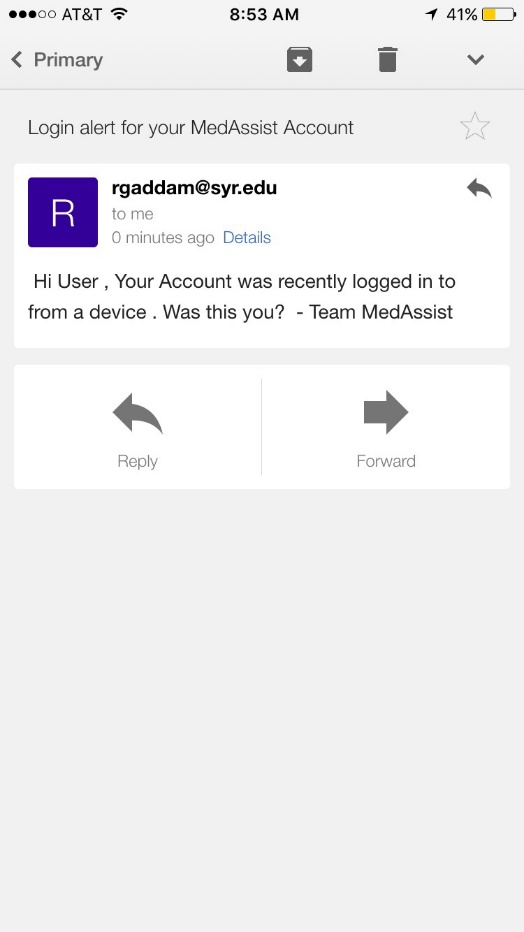 AT&T 8:53 AM 41%
Primary
Login alert for your MedAssist Account
R
rgaddam@syr.edu
to me
0 minutes ago Details
Hi User , Your Account was recently logged in to
from a device . Was this you? - Team MedAssist
Reply Forward